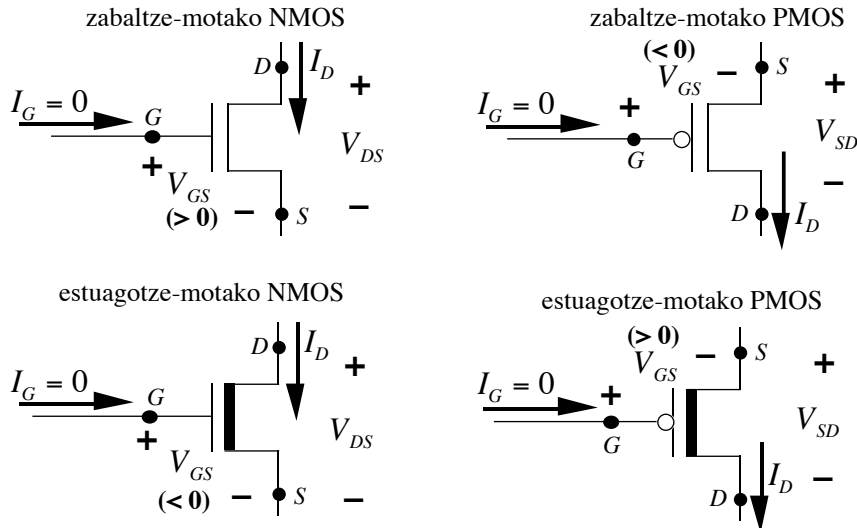 zabaltze-motako NMOS
D
I_D
+
I_G = 0
G
+
V_GS
(> 0)
−
S
V_DS
−
zabaltze-motako PMOS
(< 0)
V_GS
−
S
+
I_G = 0
+
G
V_SD
−
D
I_D
estuagotze-motako NMOS
D
I_D
+
I_G = 0
G
+
V_GS
(< 0)
−
S
V_DS
−
estuagotze-motako PMOS
(> 0)
V_GS
−
S
+
I_G = 0
+
G
V_SD
−
D
I_D